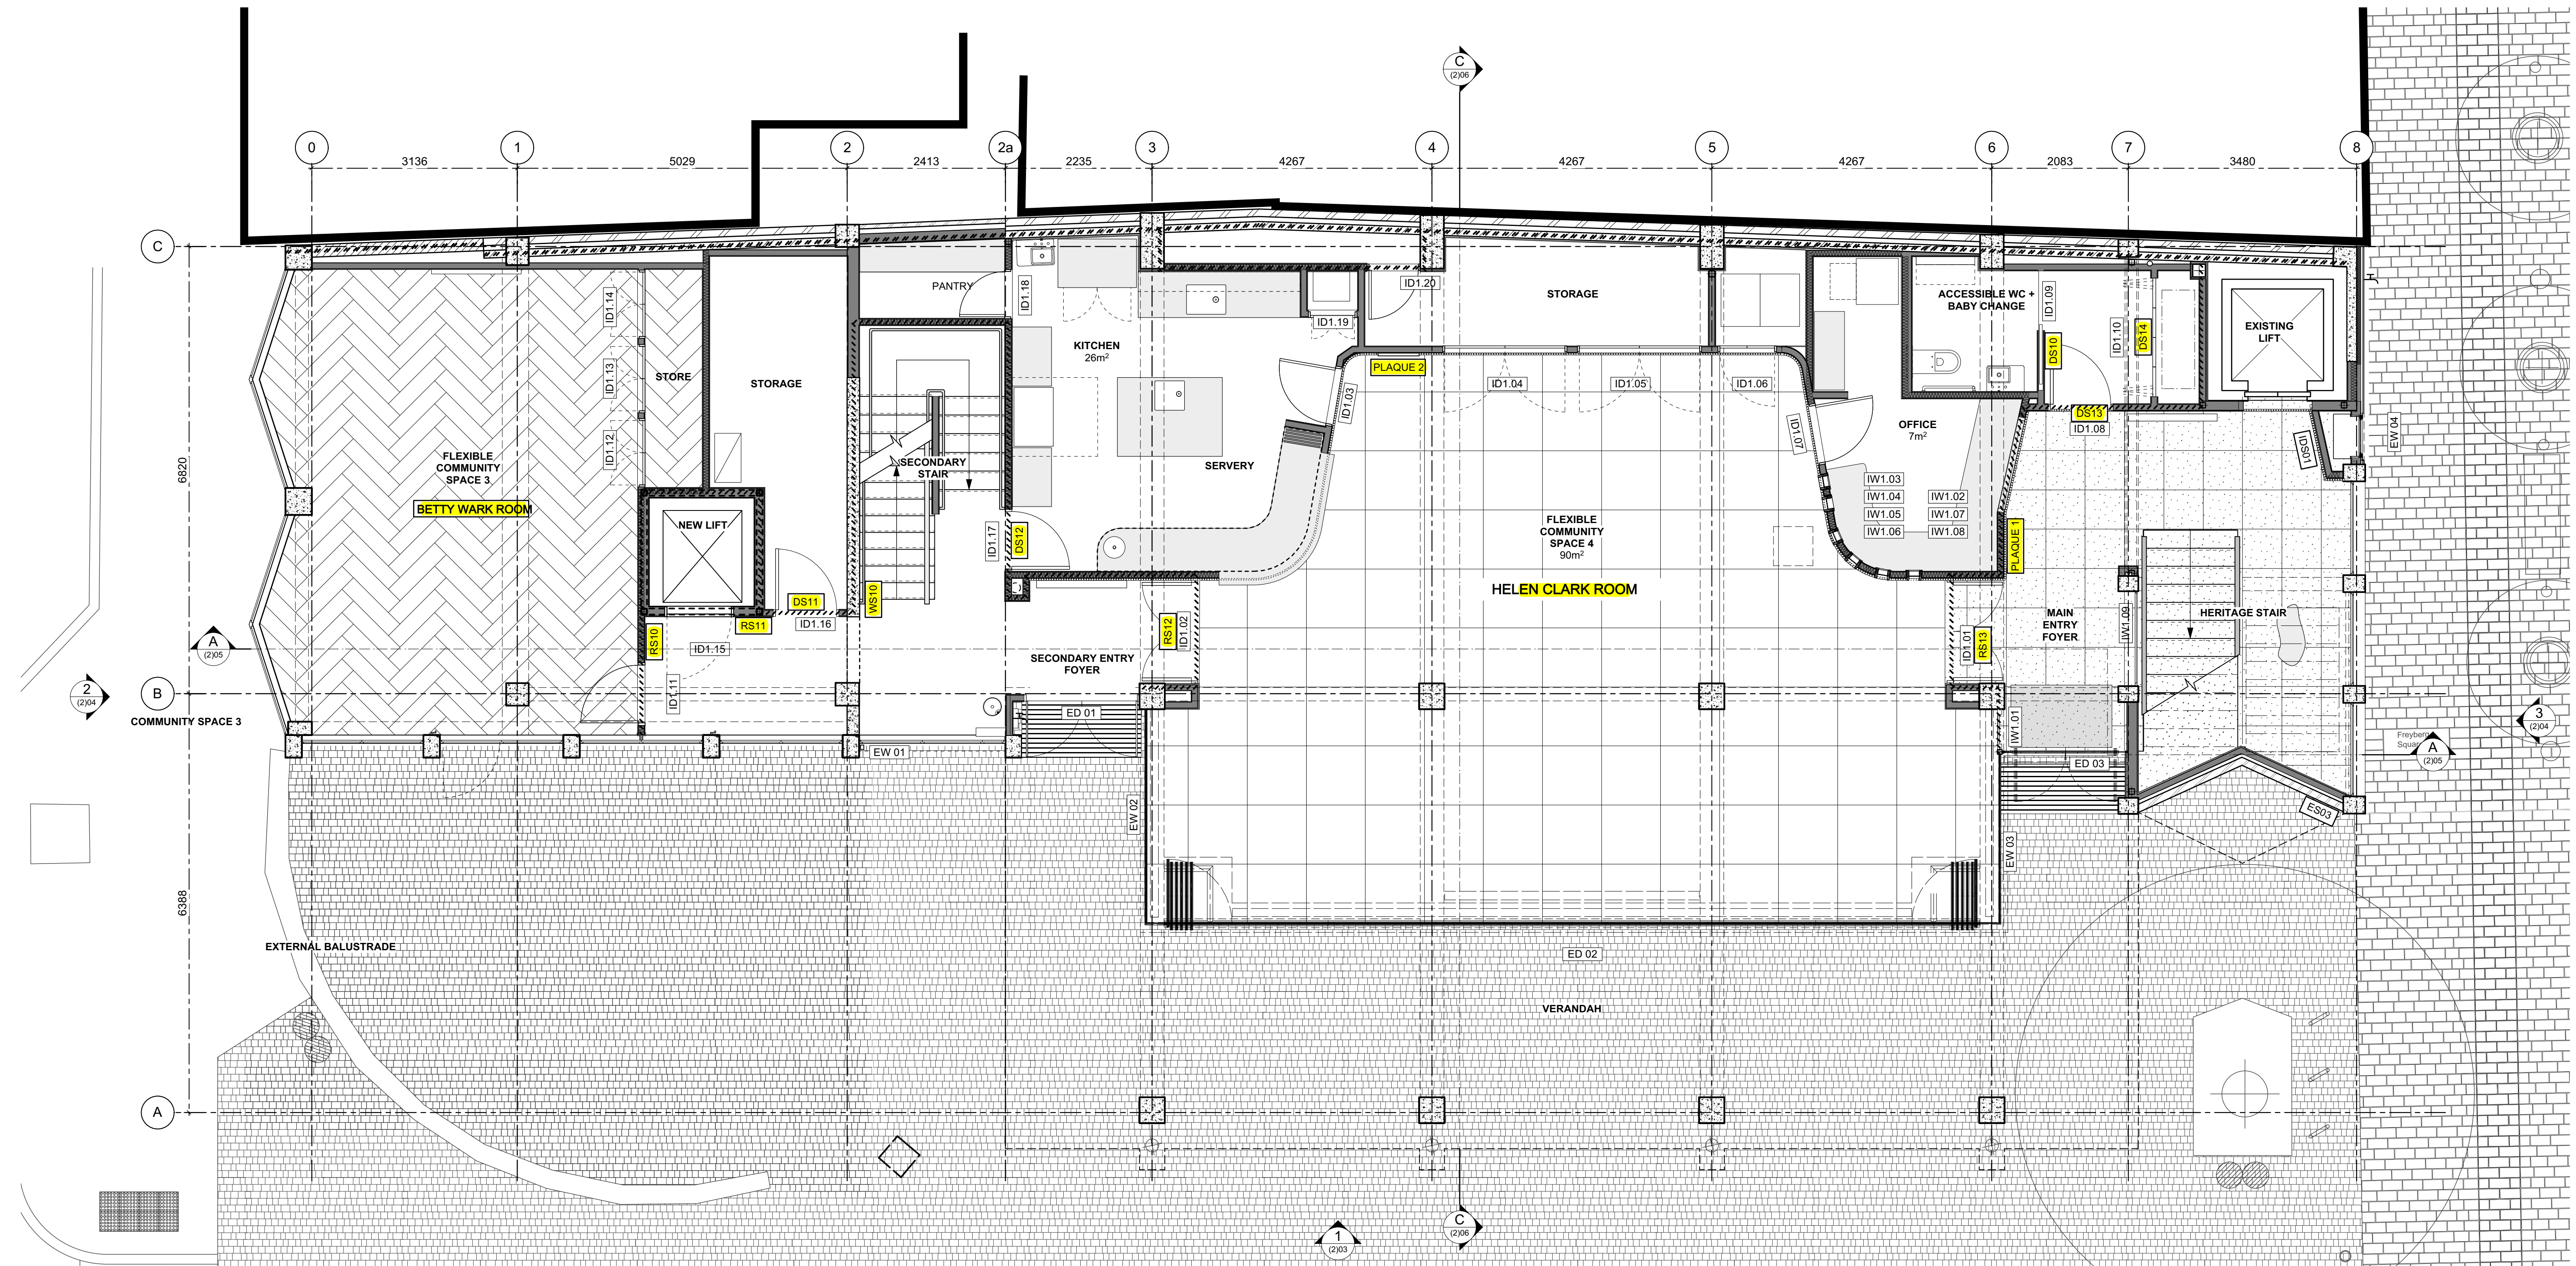 C
(2)06
0
1
2
2a
3
4
5
6
7
8
3136
5029
2413
2235
4267
4267
4267
2083
3480
C
6820
A
(2)05
2
(2)04
B
COMMUNITY SPACE 3
6388
A
EXTERNAL BALUSTRADE
FLEXIBLE
COMMUNITY
SPACE 3
BETTY WARK ROOM
ID1.14
ID1.13
ID1.12
STORE
STORAGE
NEW LIFT
DS11
ID1.16
RS11
RS10
ID1.15
ID1.11
WS10
PANTRY
SECONDARY
STAIR
ID1.18
KITCHEN
26m²
SERVERY
ID1.17
DS12
SECONDARY ENTRY
FOYER
RS12
ID1.02
ED 01
EW 01
EW 02
ID1.19
ID1.20
STORAGE
PLAQUE 2
ID1.03
ID1.04
ID1.05
ID1.06
ID1.07
FLEXIBLE
COMMUNITY
SPACE 4
90m²
HELEN CLARK ROOM
OFFICE
7m²
IW1.03
IW1.04
IW1.05
IW1.06
IW1.02
IW1.07
IW1.08
ACCESSIBLE WC +
BABY CHANGE
ID1.09
DS10
ID1.10
DS14
DS13
ID1.08
EXISTING
LIFT
IDS01
EW 04
PLAQUE 1
MAIN
ENTRY
FOYER
IW1.09
HERITAGE STAIR
ID1.01
RS13
IW1.01
ED 03
EW 03
ES03
3
(2)04
A
(2)05
ED 02
VERANDAH
C
(2)06
1
(2)03